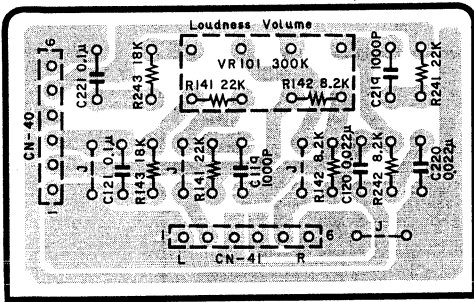 Loudness Volume
VR101 300K
R141 22K
R142 8.2K
6
CN-40
1
C221 0.1μ
R243 18K
C219 1000P
R241 22K
J
C121 0.1μ
R143 18K
J
R141 22K
C119 1000P
J
R142 8.2K
C120 0.022μ
R242 8.2K
C220 0.022μ
1
6
J
L CN-41 R